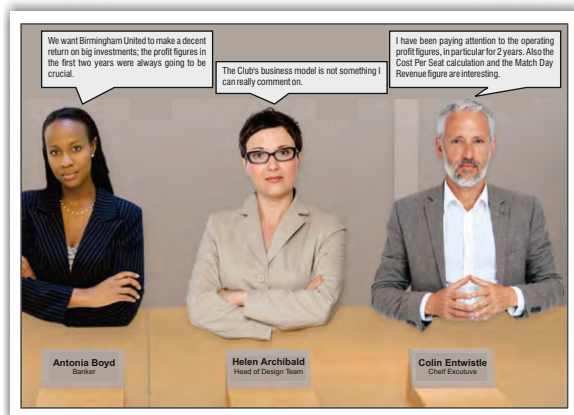 We want Birmingham United to make a decent
return on big investments; the profit figures in
the first two years were always going to be
crucial.
The Club's business model is not something I
can really comment on.
I have been paying attention to the operating
profit figures, in particular for 2 years. Also the
Cost Per Seat calculation and the Match Day
Revenue figure are interesting.
Antonia Boyd
Banker
Helen Archibald
Head of Design Team
Colin Entwistle
Cheif Excutuve